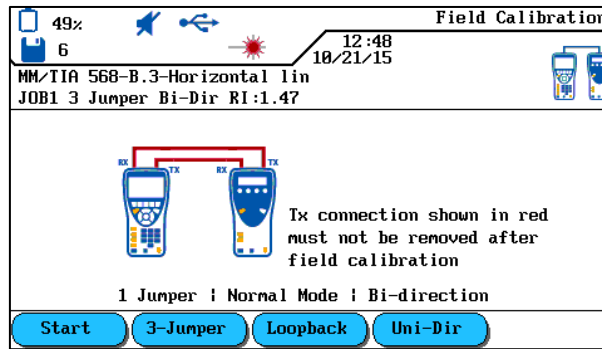 49% Field Calibration
6 12:48
10/21/15
MM/TIA 568-B.3-Horizontal lin
JOB1 3 Jumper Bi-Dir RI:1.47
RX TX RX TX
Tx connection shown in red
must not be removed after
field calibration
1 Jumper ¦ Normal Mode ¦ Bi-direction
Start 3-Jumper Loopback Uni-Dir